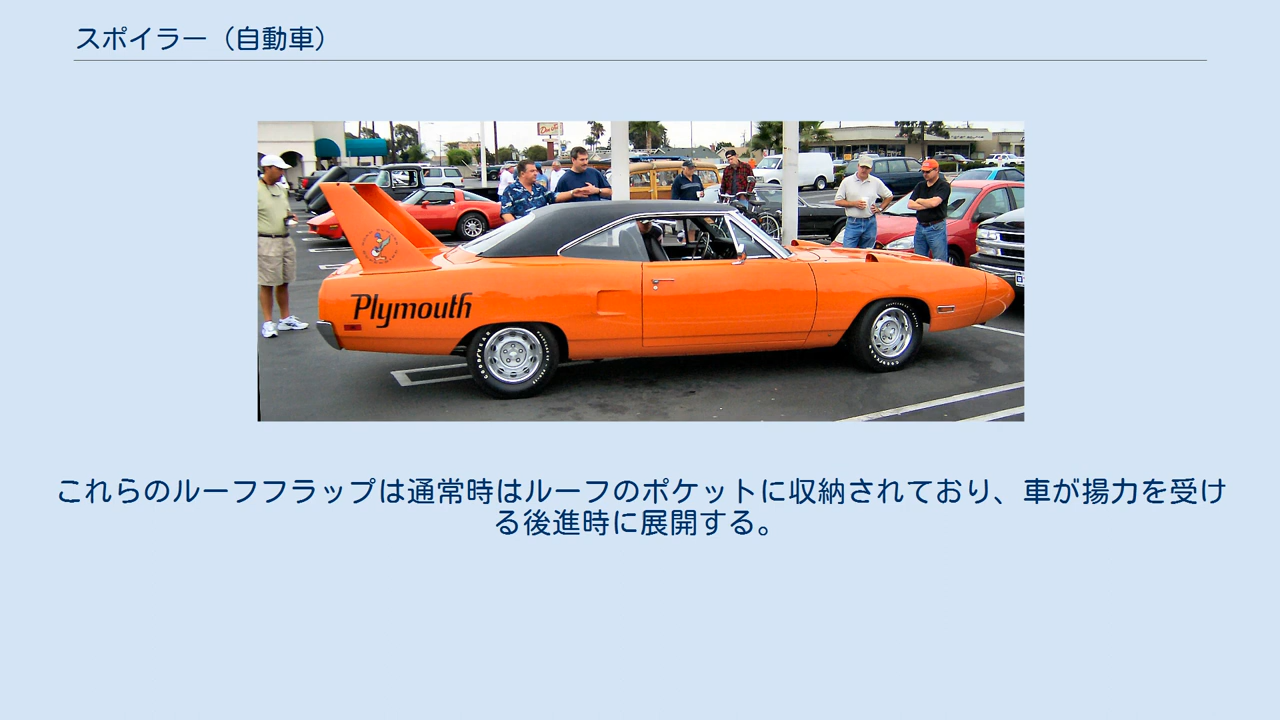 スポイラー（自動車）
Plymouth
これらのルーフフラップは通常時はルーフのポケットに収納されており、車が揚力を受け
る後進時に展開する。